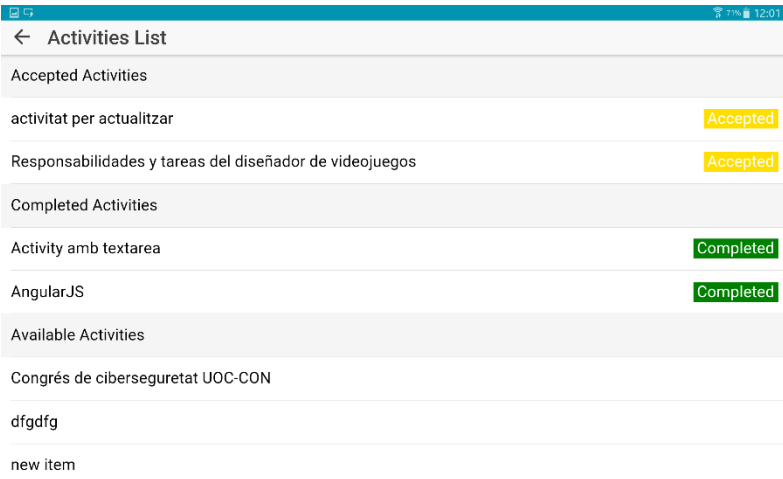 71% 12:01
Activities List
Accepted Activities
activitat per actualitzar Accepted
Responsabilidades y tareas del diseñador de videojuegos Accepted
Completed Activities
Activity amb textarea Completed
AngularJS Completed
Available Activities
Congrés de ciberseguretat UOC-CON
dfgdfg
new item